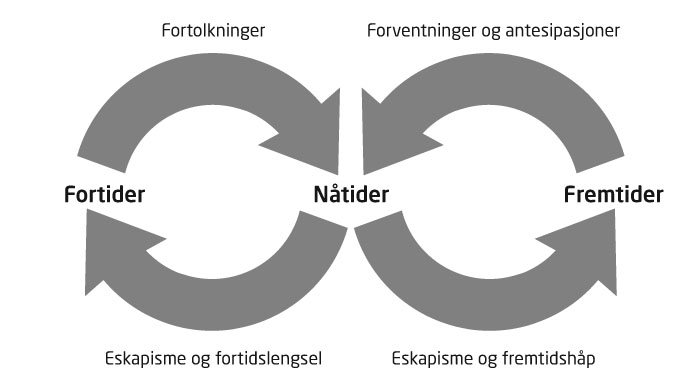 Fortolkninger
Forventninger og antesipasjoner
Fortider
Nåtider
Fremtider
Eskapisme og fortidslengsel
Eskapisme og fremtidshåp